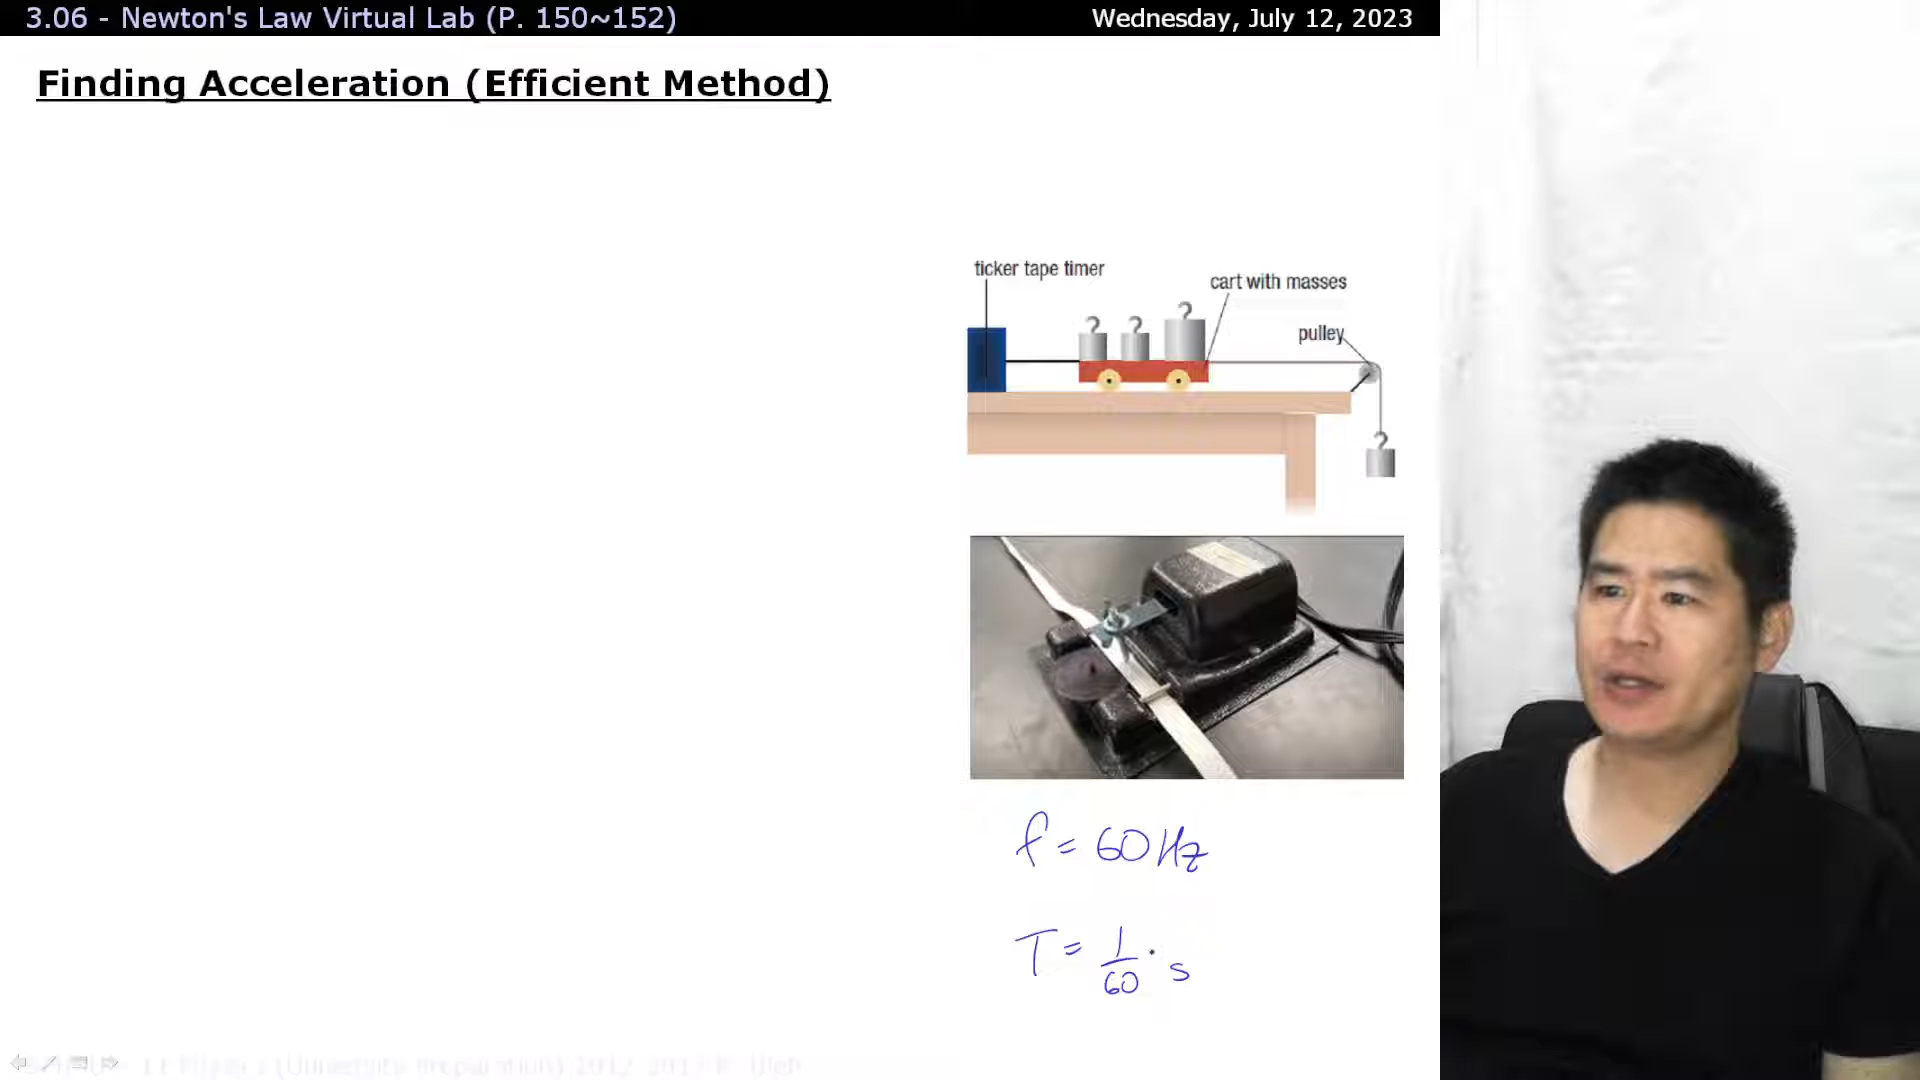 3.06 - Newton's Law Virtual Lab (P. 150~152)
Wednesday, July 12, 2023
Finding Acceleration (Efficient Method)
ticker tape timer
cart with masses
pulley
f = 60 Hz
T = 1/60 s